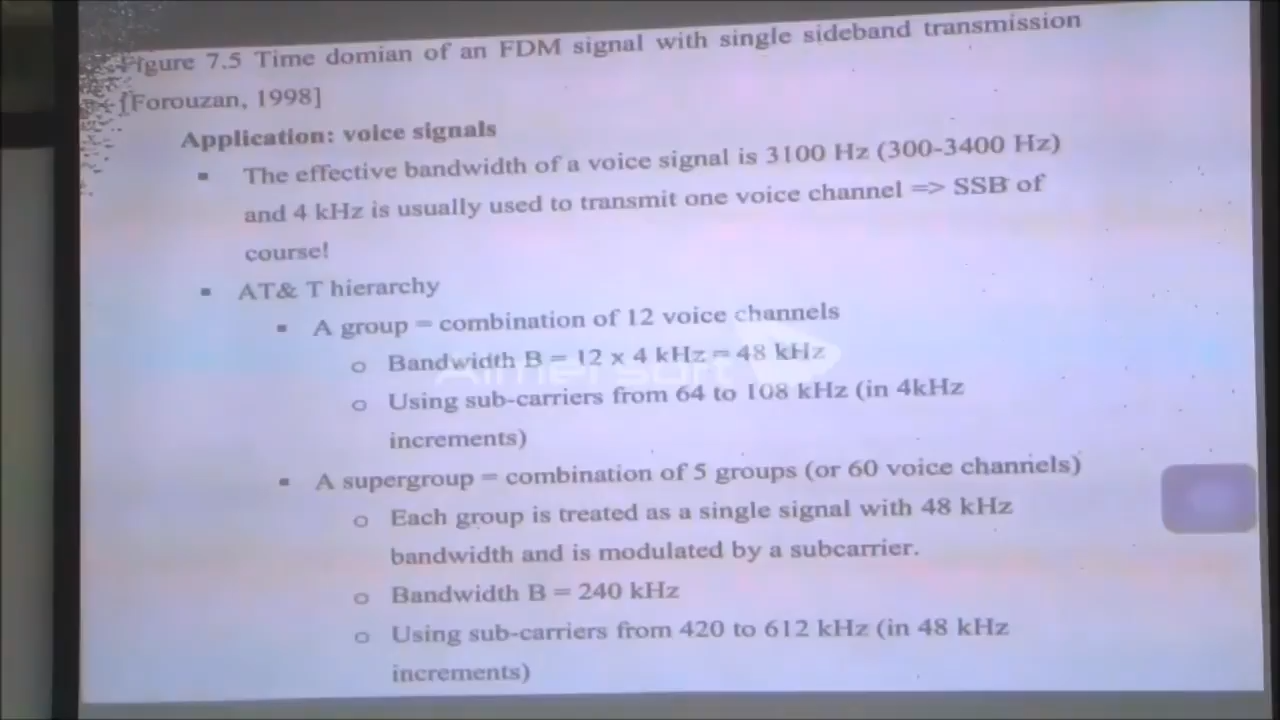 Figure 7.5 Time domian of an FDM signal with single sideband transmission
[Forouzan, 1998]
Application: voice signals
▪ The effective bandwidth of a voice signal is 3100 Hz (300-3400 Hz)
and 4 kHz is usually used to transmit one voice channel => SSB of
course!
▪ AT& T hierarchy
▪ A group = combination of 12 voice channels
o Bandwidth B = 12 x 4 kHz = 48 kHz
Aimersoft
o Using sub-carriers from 64 to 108 kHz (in 4kHz
increments)
▪ A supergroup = combination of 5 groups (or 60 voice channels)
o Each group is treated as a single signal with 48 kHz
bandwidth and is modulated by a subcarrier.
o Bandwidth B = 240 kHz
o Using sub-carriers from 420 to 612 kHz (in 48 kHz
increments)